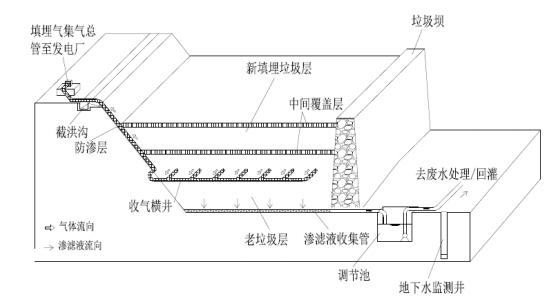 垃圾坝
填埋气集气总
管至发电厂
新填埋垃圾层
中间覆盖层
截洪沟
防渗层
去废水处理/回灌
收气横井
气体流向
老垃圾层
渗滤液收集管
渗滤液流向
调节池
地下水监测井